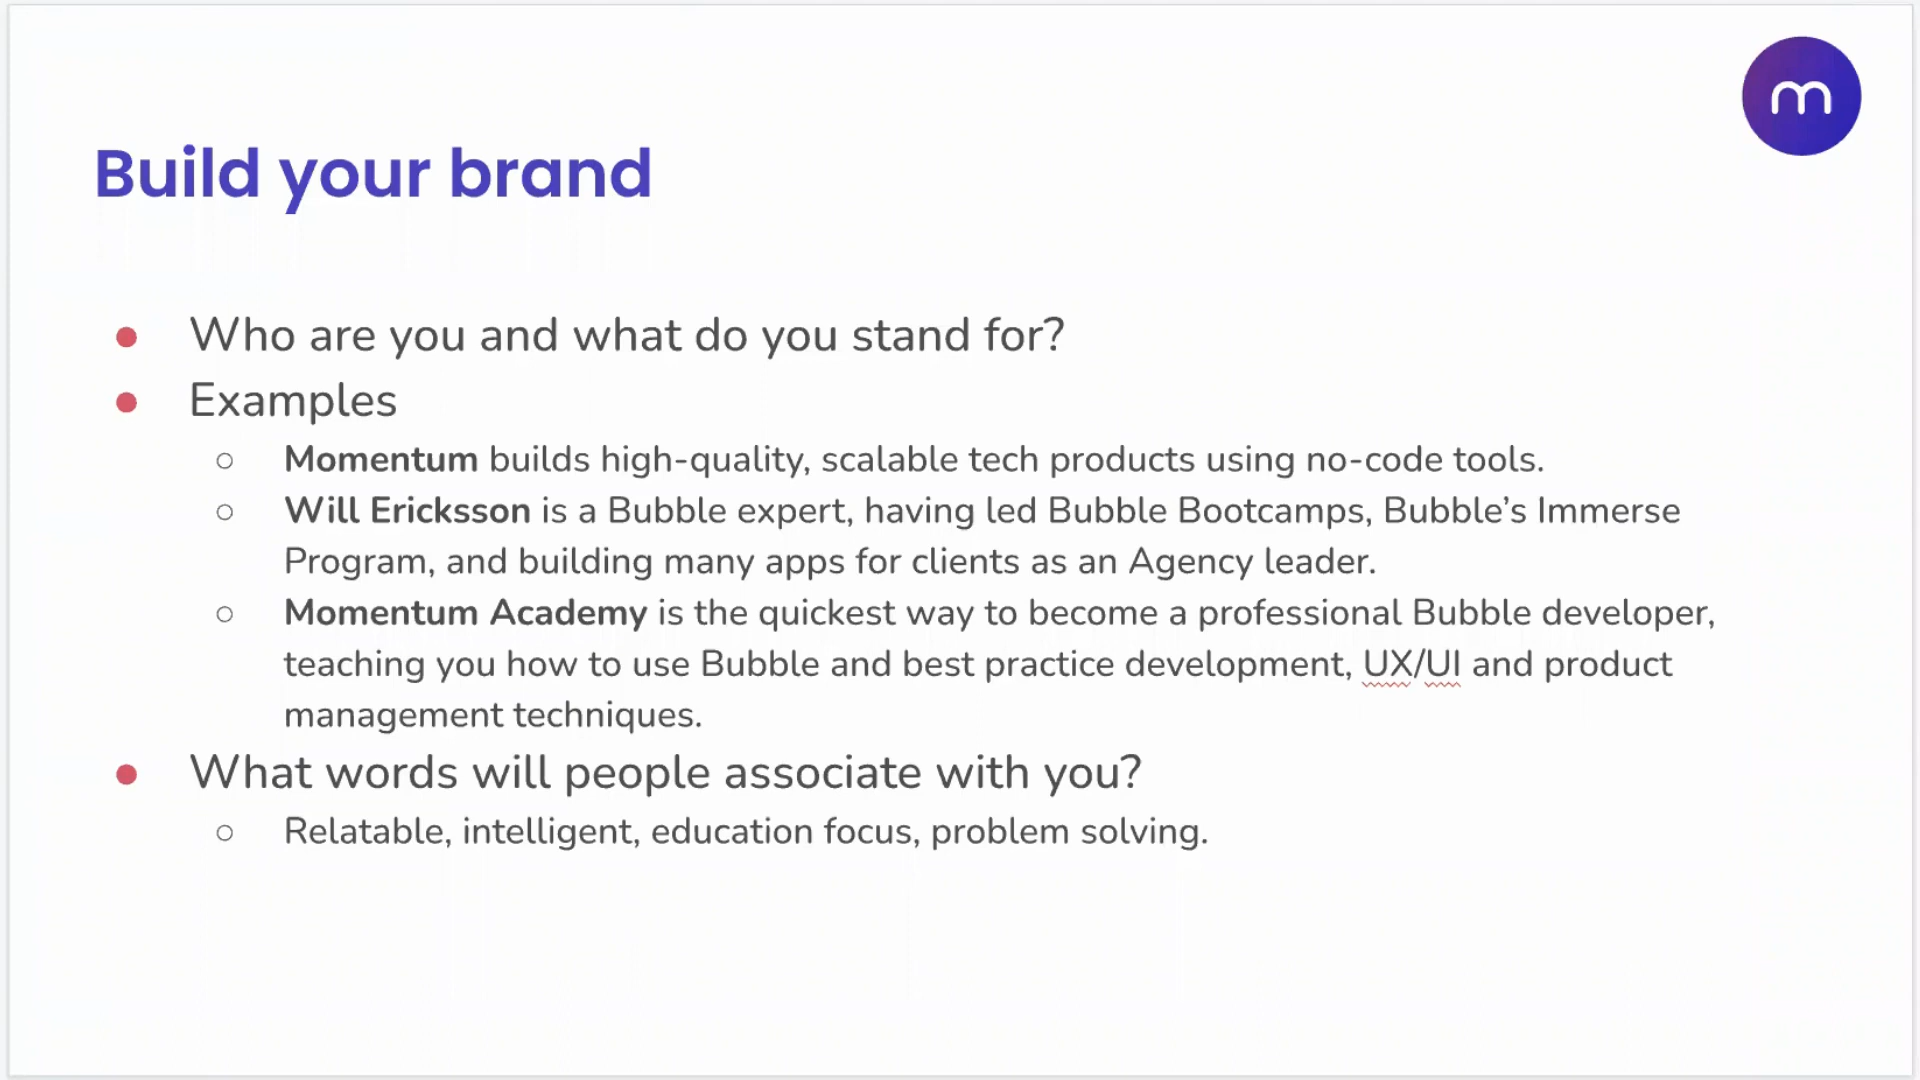 m
Build your brand
● Who are you and what do you stand for?
● Examples
○ Momentum builds high-quality, scalable tech products using no-code tools.
○ Will Ericksson is a Bubble expert, having led Bubble Bootcamps, Bubble’s Immerse
Program, and building many apps for clients as an Agency leader.
○ Momentum Academy is the quickest way to become a professional Bubble developer,
teaching you how to use Bubble and best practice development, UX/UI and product
management techniques.
● What words will people associate with you?
○ Relatable, intelligent, education focus, problem solving.